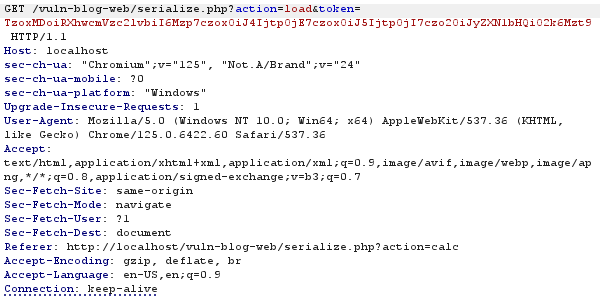 GET /vuln-blog-web/serialize.php?action=load&token=
TzoxMDoiRXhwcmVzc2lvbiI6Mzp7czoxOiJ4IjtpOjE7czoxOiJ5IjtpOjI7czo2OiJyZXN1bHQiO2k6Mzt9
HTTP/1.1
Host: localhost
sec-ch-ua: "Chromium";v="125", "Not.A/Brand";v="24"
sec-ch-ua-mobile: ?0
sec-ch-ua-platform: "Windows"
Upgrade-Insecure-Requests: 1
User-Agent: Mozilla/5.0 (Windows NT 10.0; Win64; x64) AppleWebKit/537.36 (KHTML,
like Gecko) Chrome/125.0.6422.60 Safari/537.36
Accept:
text/html,application/xhtml+xml,application/xml;q=0.9,image/avif,image/webp,image/ap
ng,*/*;q=0.8,application/signed-exchange;v=b3;q=0.7
Sec-Fetch-Site: same-origin
Sec-Fetch-Mode: navigate
Sec-Fetch-User: ?1
Sec-Fetch-Dest: document
Referer: http://localhost/vuln-blog-web/serialize.php?action=calc
Accept-Encoding: gzip, deflate, br
Accept-Language: en-US,en;q=0.9
Connection: keep-alive